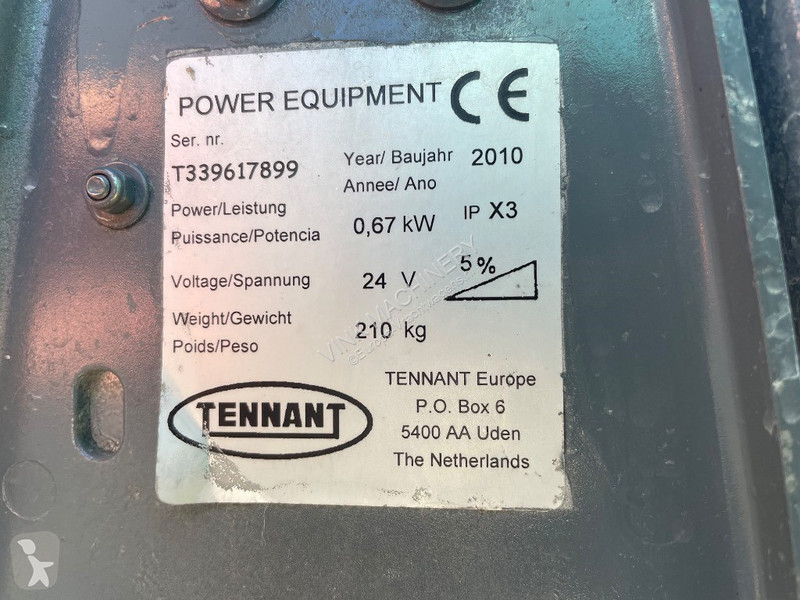 POWER EQUIPMENT CE
Ser. nr.
T339617899
Year/ Baujahr 2010
Annee/ Ano
Power/Leistung
Puissance/Potencia
0,67 kW IP X3
Voltage/Spannung 24 V 5 %
Weight/Gewicht
Poids/Peso
210 kg
TENNANT
TENNANT Europe
P.O. Box 6
5400 AA Uden
The Netherlands